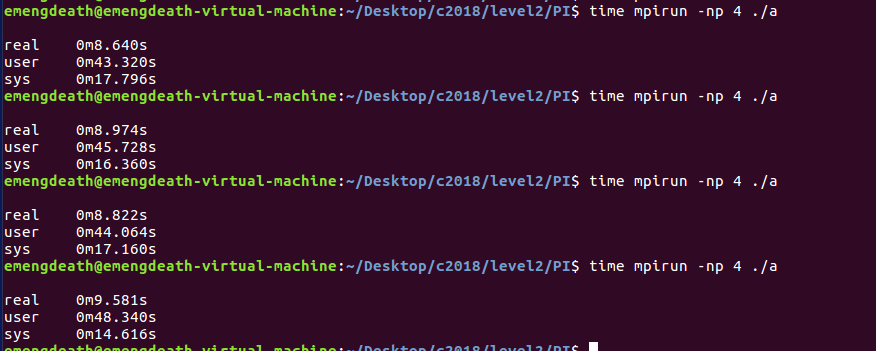 emengdeath@emengdeath-virtual-machine:~/Desktop/c2018/level2/PI$ time mpirun -np 4 ./a
real 0m8.640s
user 0m43.320s
sys 0m17.796s
emengdeath@emengdeath-virtual-machine:~/Desktop/c2018/level2/PI$ time mpirun -np 4 ./a
real 0m8.974s
user 0m45.728s
sys 0m16.360s
emengdeath@emengdeath-virtual-machine:~/Desktop/c2018/level2/PI$ time mpirun -np 4 ./a
real 0m8.822s
user 0m44.064s
sys 0m17.160s
emengdeath@emengdeath-virtual-machine:~/Desktop/c2018/level2/PI$ time mpirun -np 4 ./a
real 0m9.581s
user 0m48.340s
sys 0m14.616s
emengdeath@emengdeath-virtual-machine:~/Desktop/c2018/level2/PI$